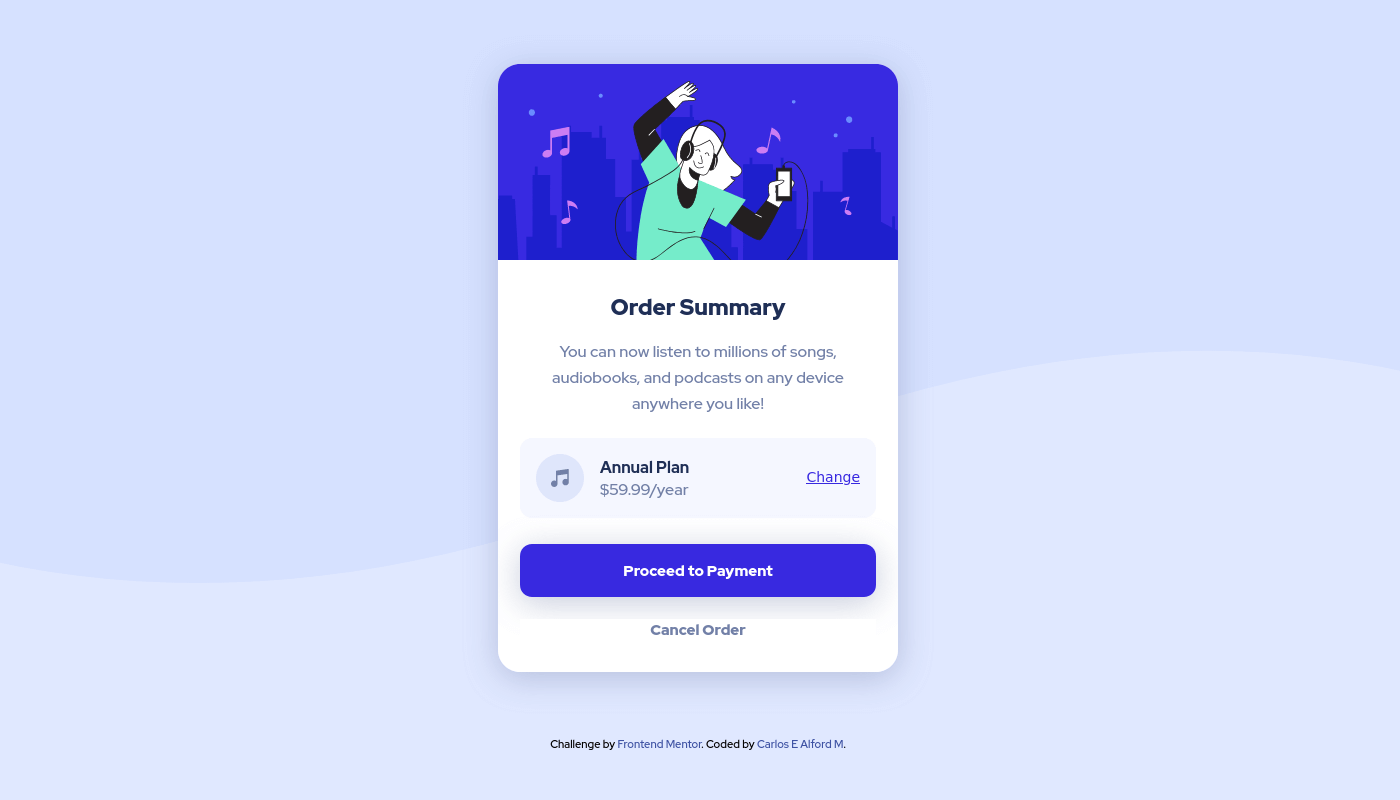 Order Summary
You can now listen to millions of songs,
audiobooks, and podcasts on any device
anywhere you like!
Annual Plan
$59.99/year
Change
Proceed to Payment
Cancel Order
Challenge by Frontend Mentor. Coded by Carlos E Alford M.